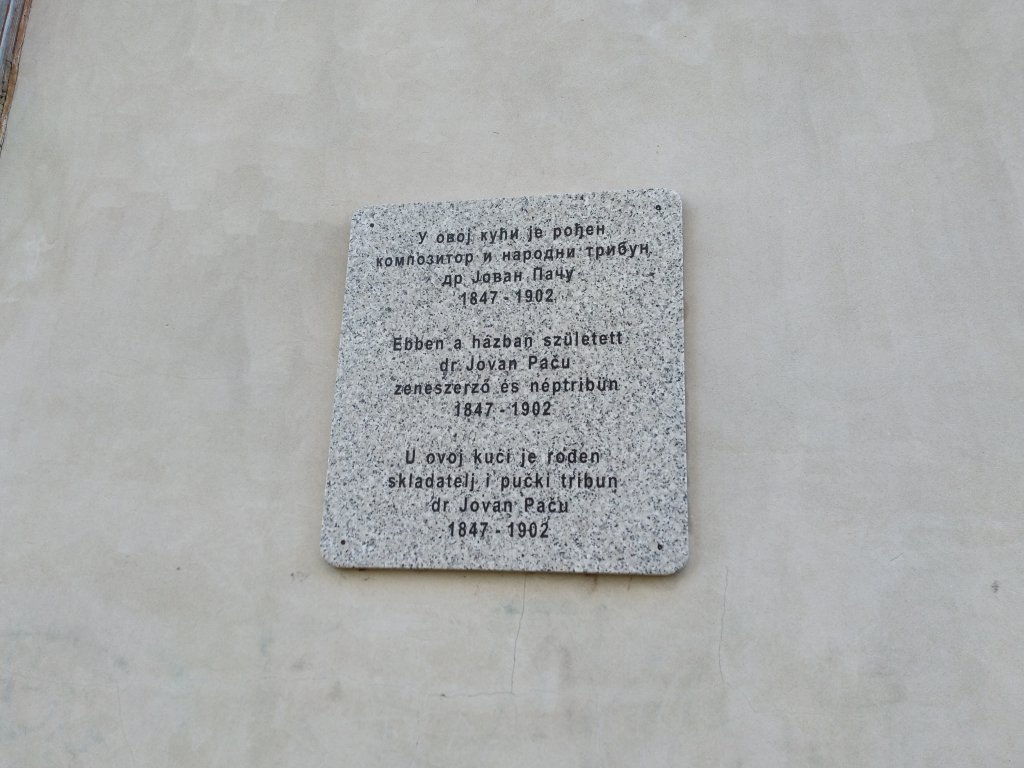 У овој кући је рођен
композитор и народни трибун
др Јован Пачу
1847 - 1902
Ebben a házban született
dr Jovan Paču
zeneszerző és néptribün
1847 - 1902
U ovoj kući je rođen
skladatelj i pučki tribun
dr Jovan Paču
1847 - 1902